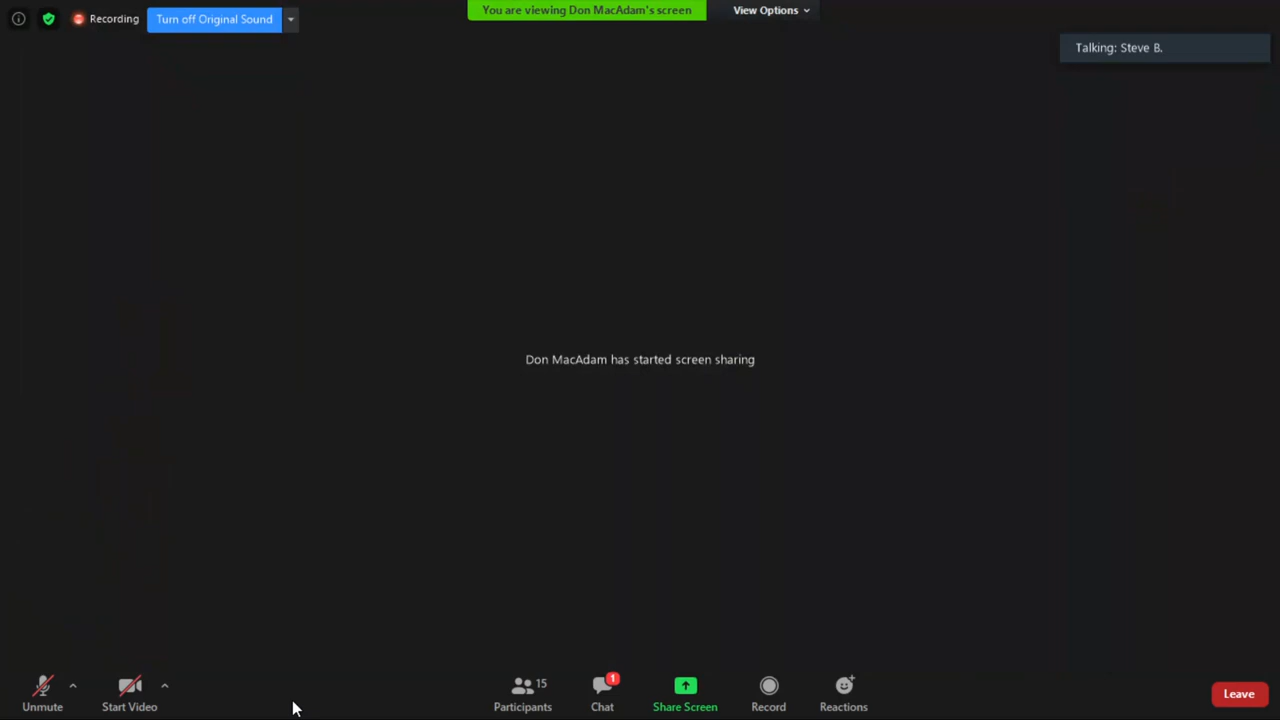 Recording
Turn off Original Sound
You are viewing Don MacAdam's screen
View Options
Talking: Steve B.
Don MacAdam has started screen sharing
Unmute
Start Video
15
Participants
1
Chat
Share Screen
Record
Reactions
Leave